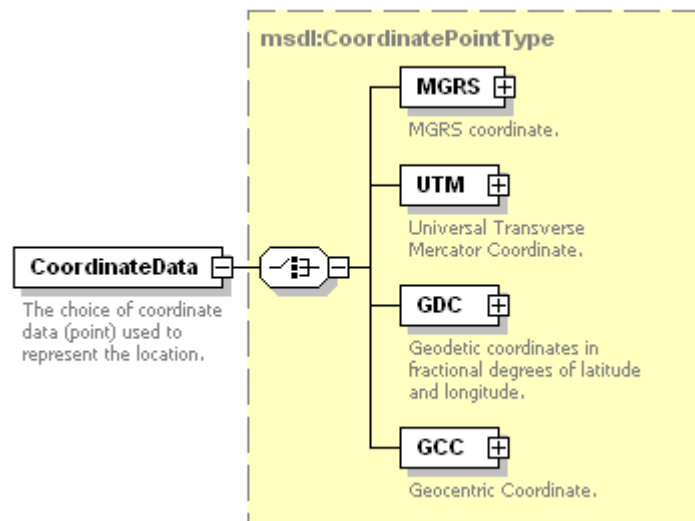 msdl:CoordinatePointType
MGRS
MGRS coordinate.
UTM
Universal Transverse
Mercator Coordinate.
CoordinateData
The choice of coordinate
data (point) used to
represent the location.
GDC
Geodetic coordinates in
fractional degrees of latitude
and longitude.
GCC
Geocentric Coordinate.